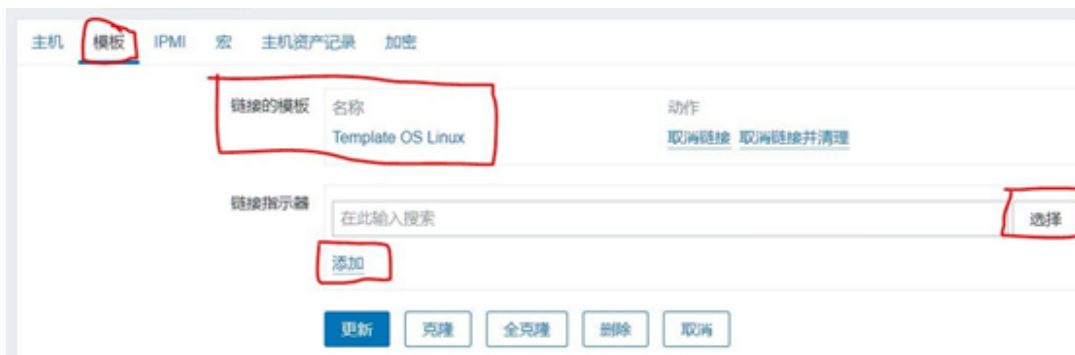 主机 模板 IPMI 宏 主机资产记录 加密
链接的模板 名称 动作
Template OS Linux 取消链接 取消链接并清理
链接指示器 在此输入搜索 选择
添加
更新 克隆 全克隆 删除 取消